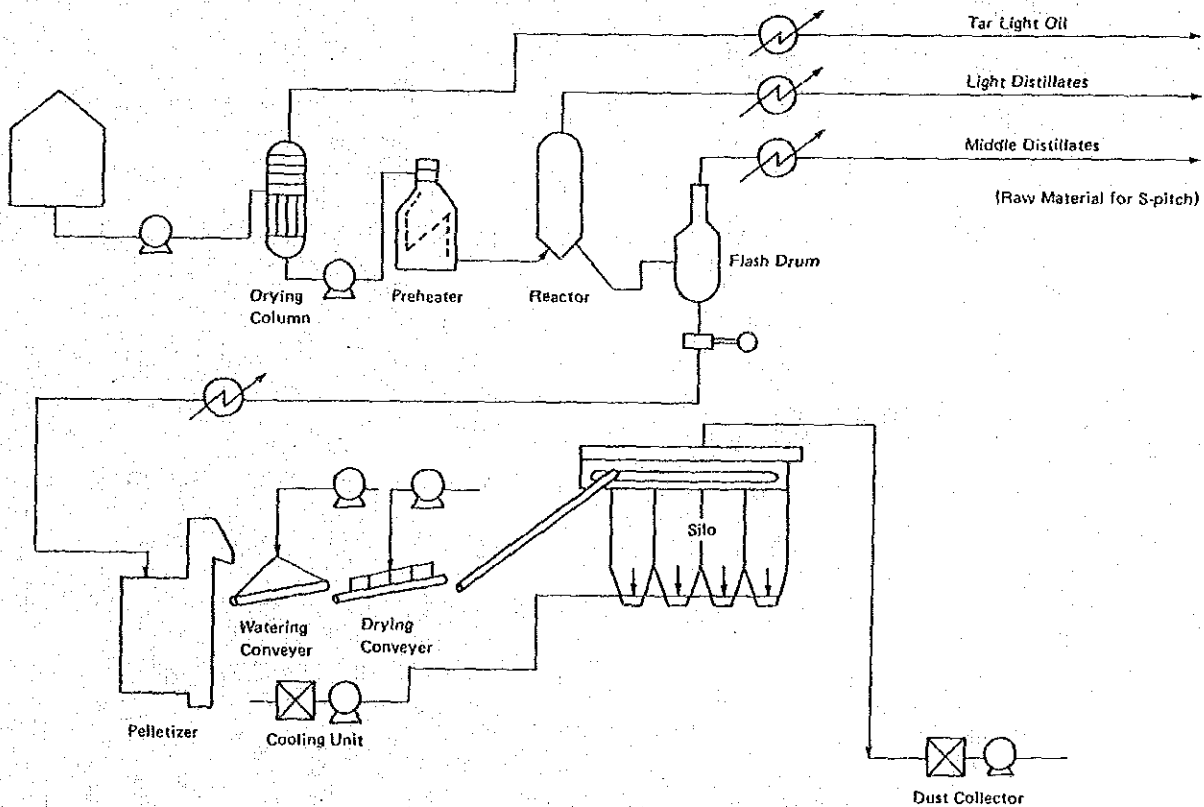 Tar Light Oil
Light Distillates
Middle Distillates
(Raw Material for S-pitch)
Flash Drum
Drying
Column
Preheater
Reactor
Silo
Watering
Conveyer
Drying
Conveyer
Pelletizer
Cooling Unit
Dust Collector